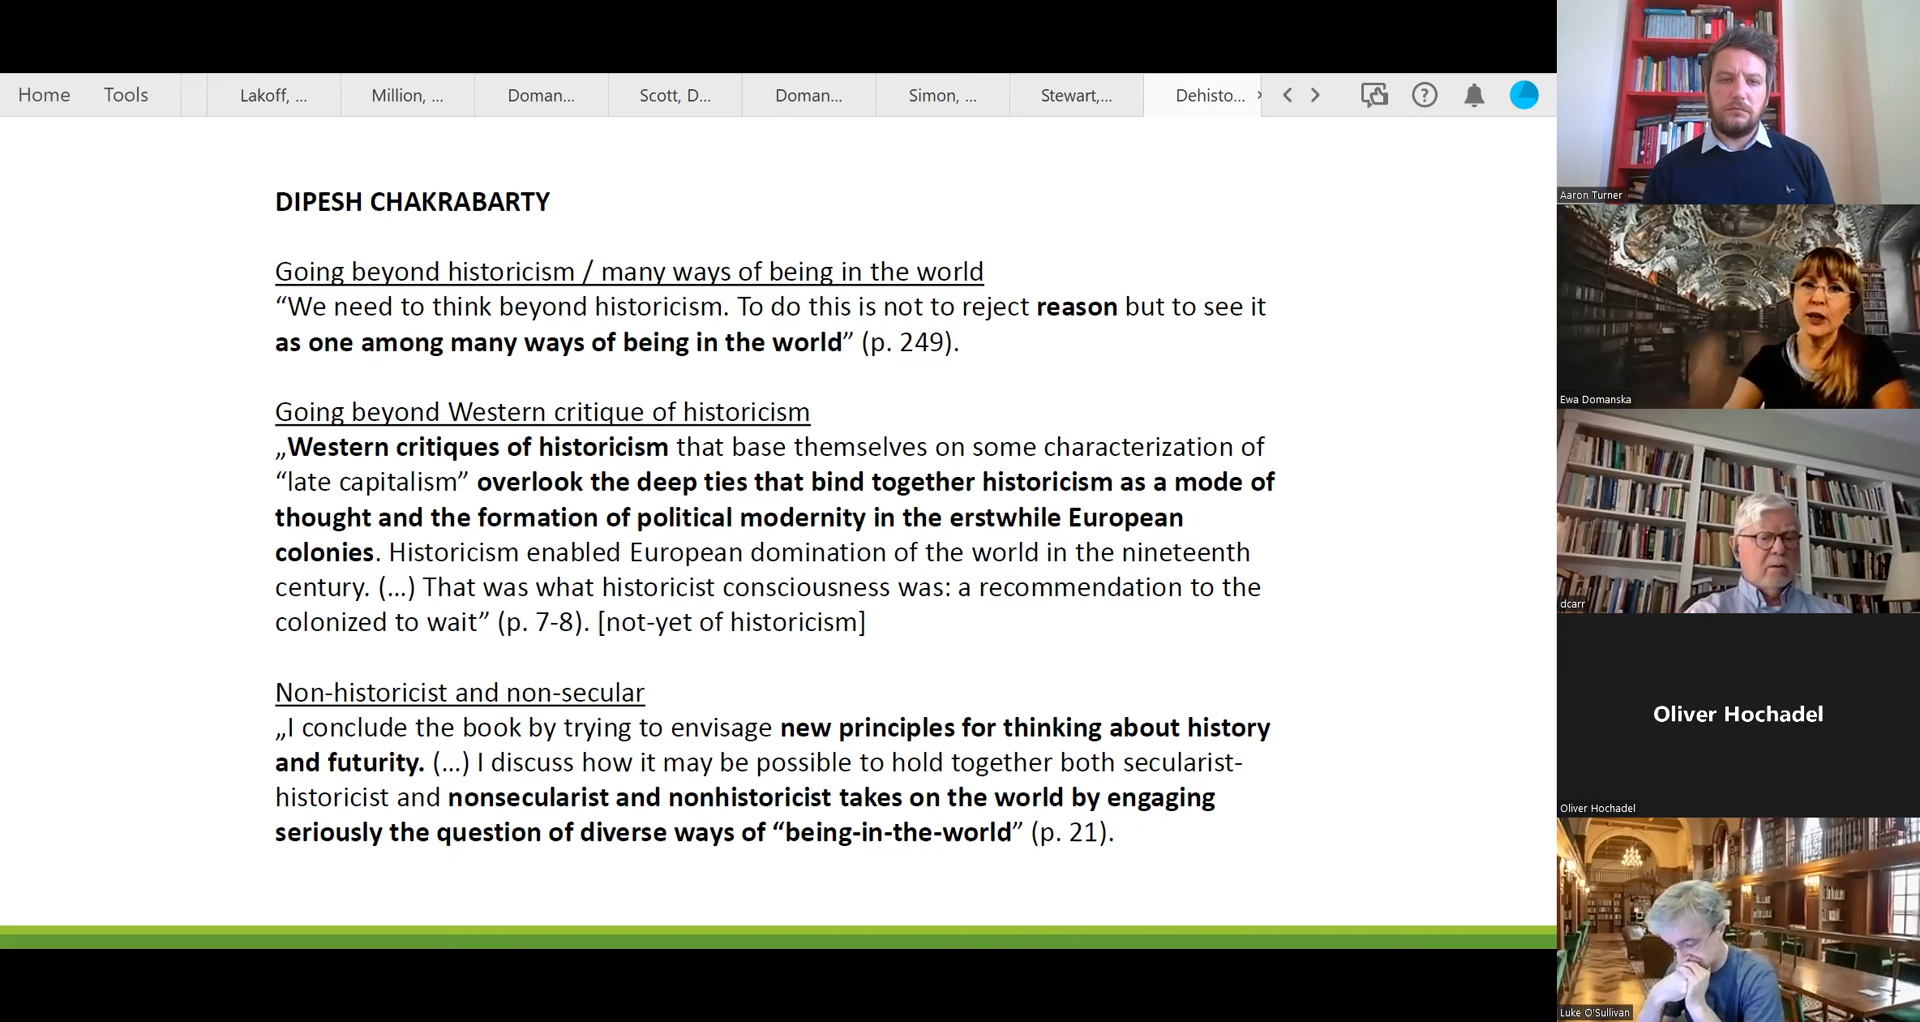 Home Tools Lakoff, ... Million, ... Doman... Scott, D... Doman... Simon, ... Stewart,... Dehisto...
DIPESH CHAKRABARTY
Going beyond historicism / many ways of being in the world
“We need to think beyond historicism. To do this is not to reject reason but to see it
as one among many ways of being in the world” (p. 249).
Going beyond Western critique of historicism
„Western critiques of historicism that base themselves on some characterization of
“late capitalism” overlook the deep ties that bind together historicism as a mode of
thought and the formation of political modernity in the erstwhile European
colonies. Historicism enabled European domination of the world in the nineteenth
century. (…) That was what historicist consciousness was: a recommendation to the
colonized to wait” (p. 7-8). [not-yet of historicism]
Non-historicist and non-secular
„I conclude the book by trying to envisage new principles for thinking about history
and futurity. (…) I discuss how it may be possible to hold together both secularist-
historicist and nonsecularist and nonhistoricist takes on the world by engaging
seriously the question of diverse ways of “being-in-the-world” (p. 21).
Aaron Turner
Ewa Domanska
dcarr
Oliver Hochadel
Oliver Hochadel
Luke O'Sullivan